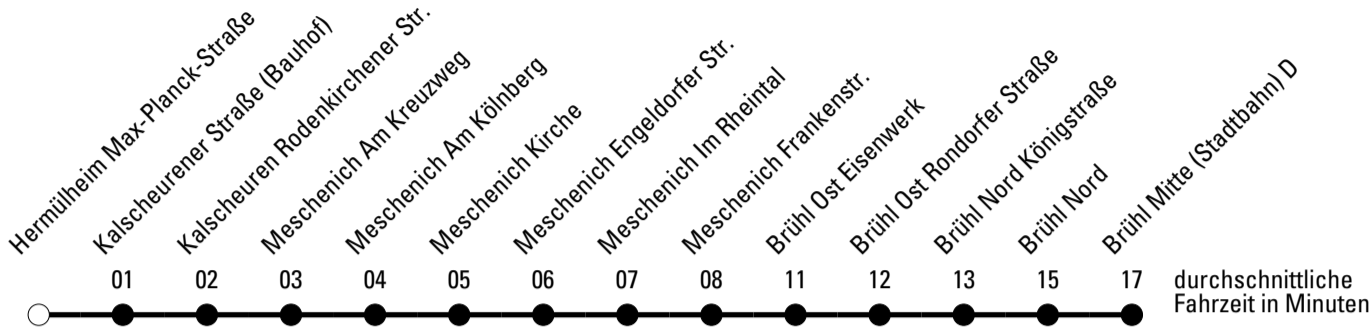 Hermülheim Max-Planck-Straße
Kalscheurener Straße (Bauhof)
Kalscheuren Rodenkirchener Str.
Meschenich Am Kreuzweg
Meschenich Am Kölnberg
Meschenich Kirche
Meschenich Engeldorfer Str.
Meschenich Im Rheintal
Meschenich Frankenstr.
Brühl Ost Eisenwerk
Brühl Ost Rondorfer Straße
Brühl Nord Königstraße
Brühl Nord
Brühl Mitte (Stadtbahn) D
01 02 03 04 05 06 07 08 11 12 13 15 17
durchschnittliche
Fahrzeit in Minuten